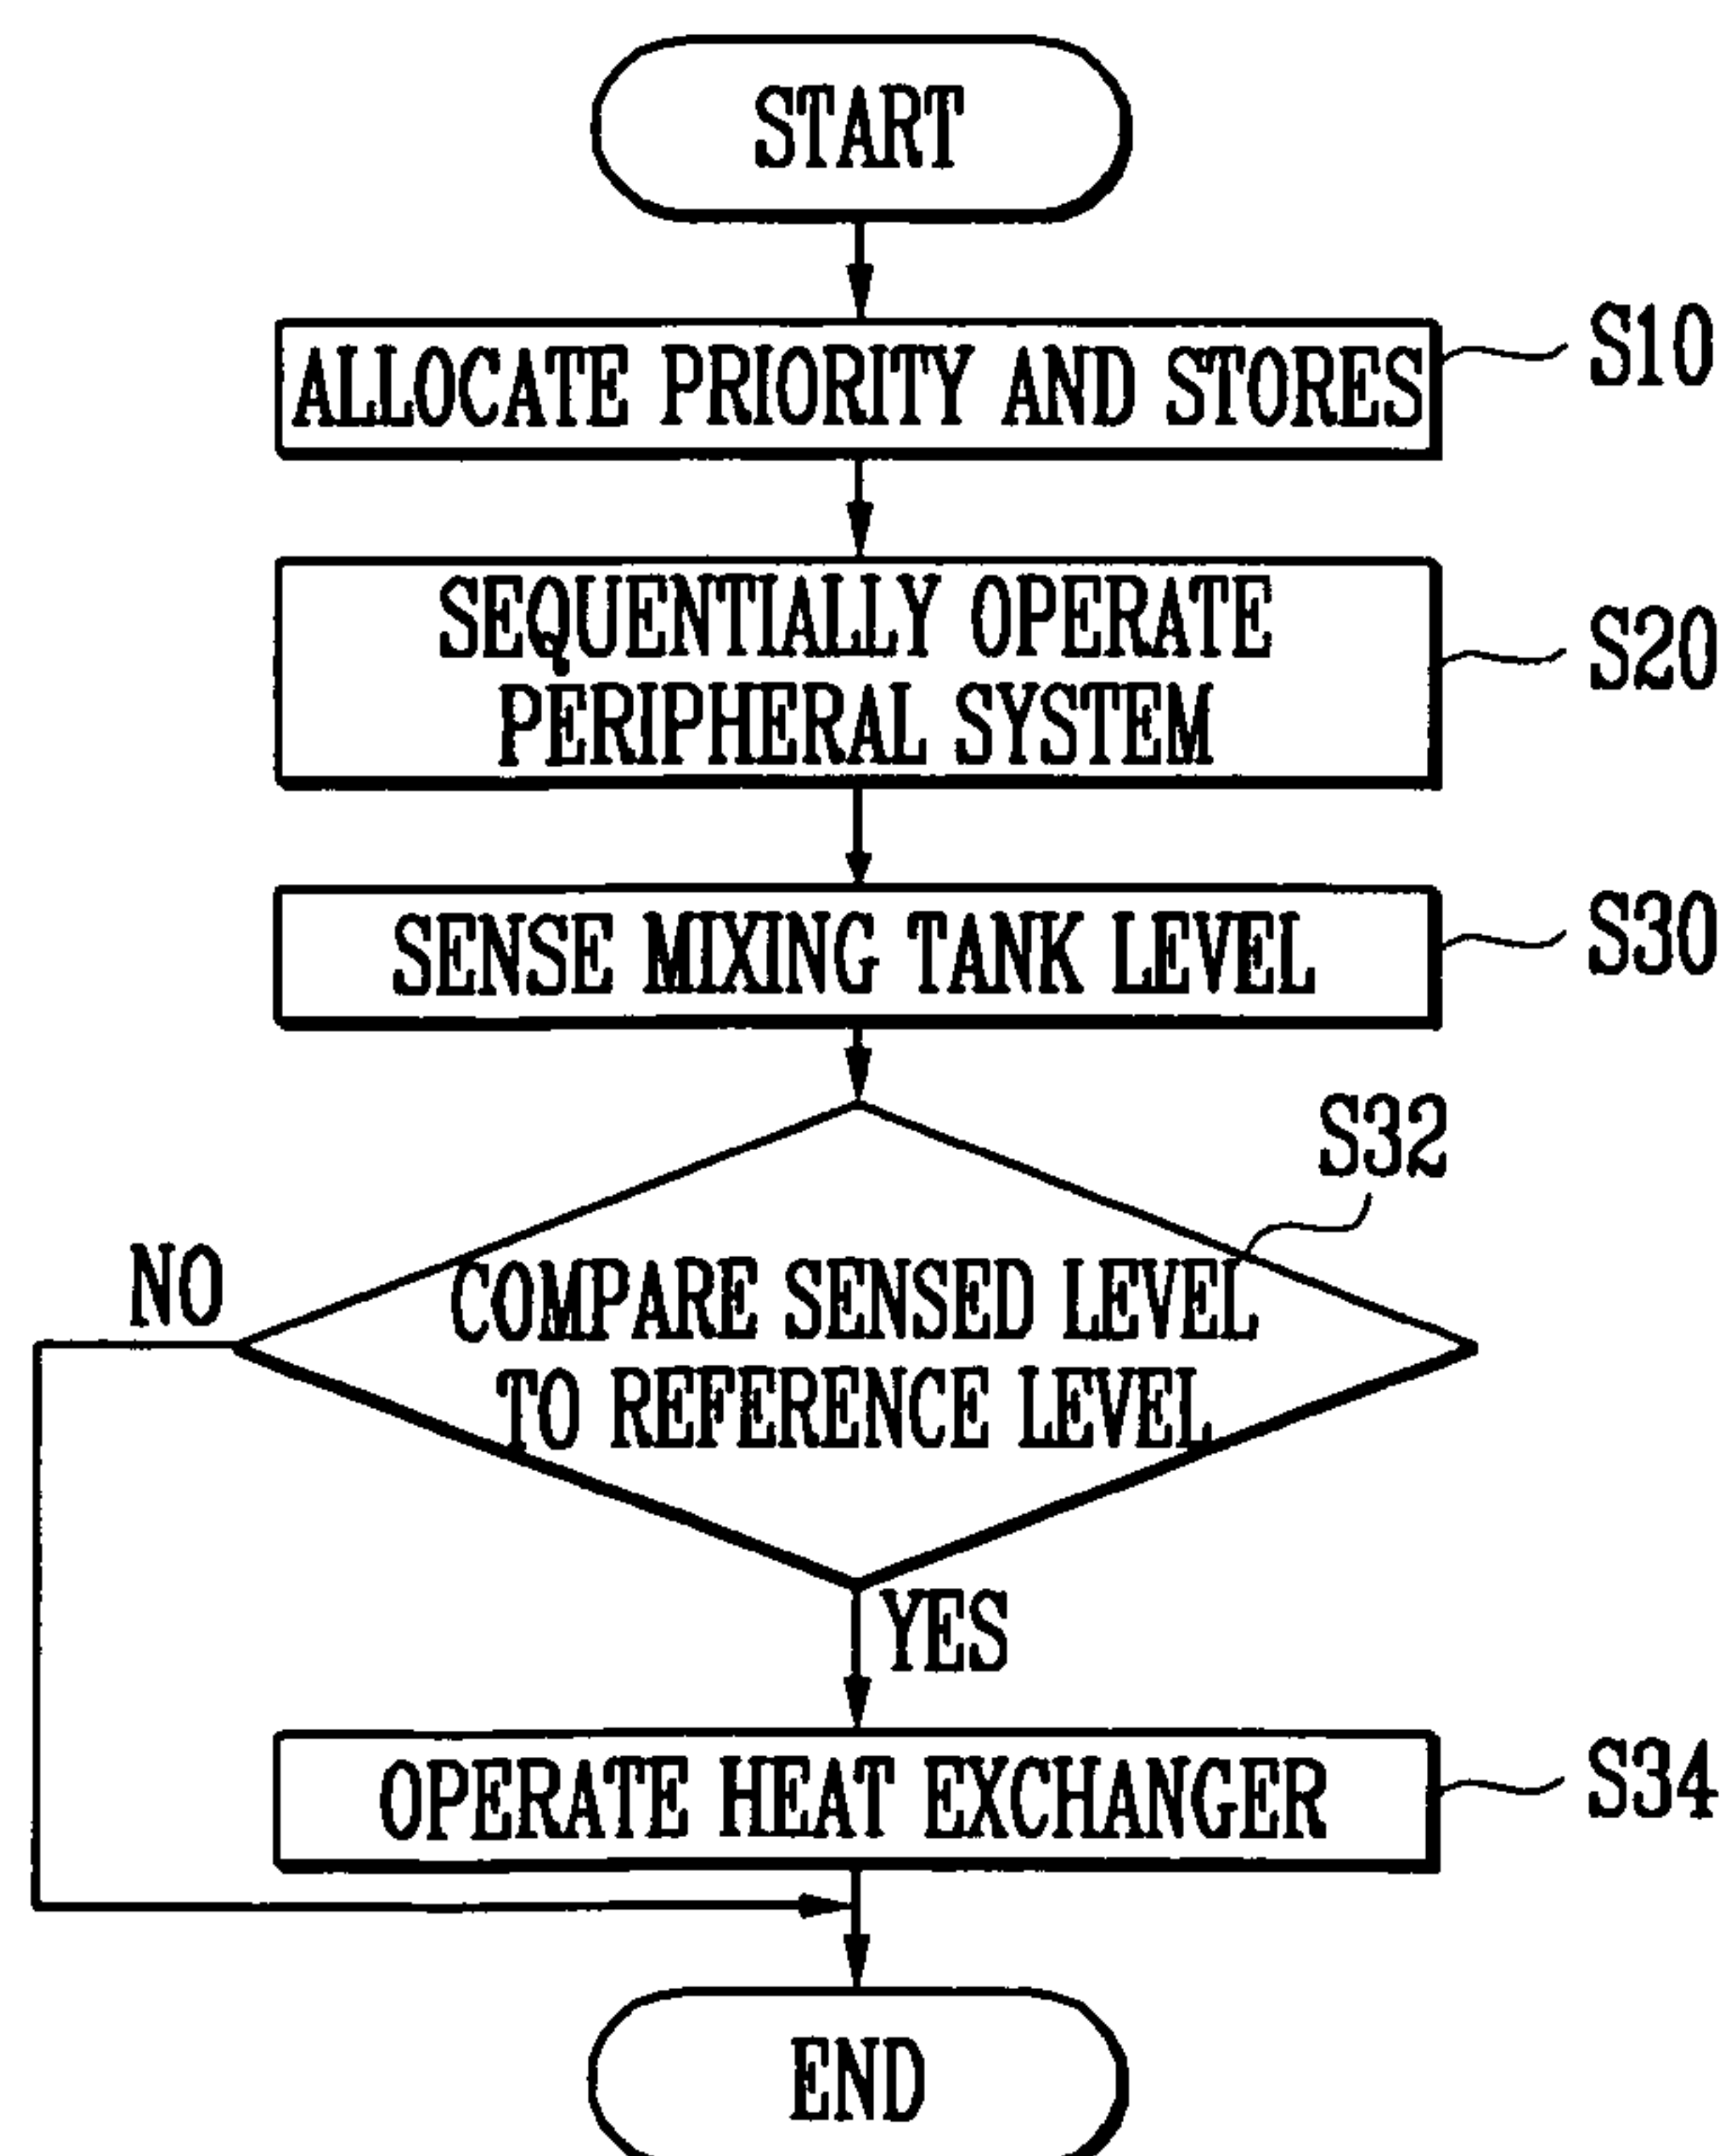 START
ALLOCATE PRIORITY AND STORES
S10
SEQUENTIALLY OPERATE
PERIPHERAL SYSTEM
S20
SENSE MIXING TANK LEVEL
S30
S32
NO
COMPARE SENSED LEVEL
TO REFERENCE LEVEL
YES
OPERATE HEAT EXCHANGER
S34
END